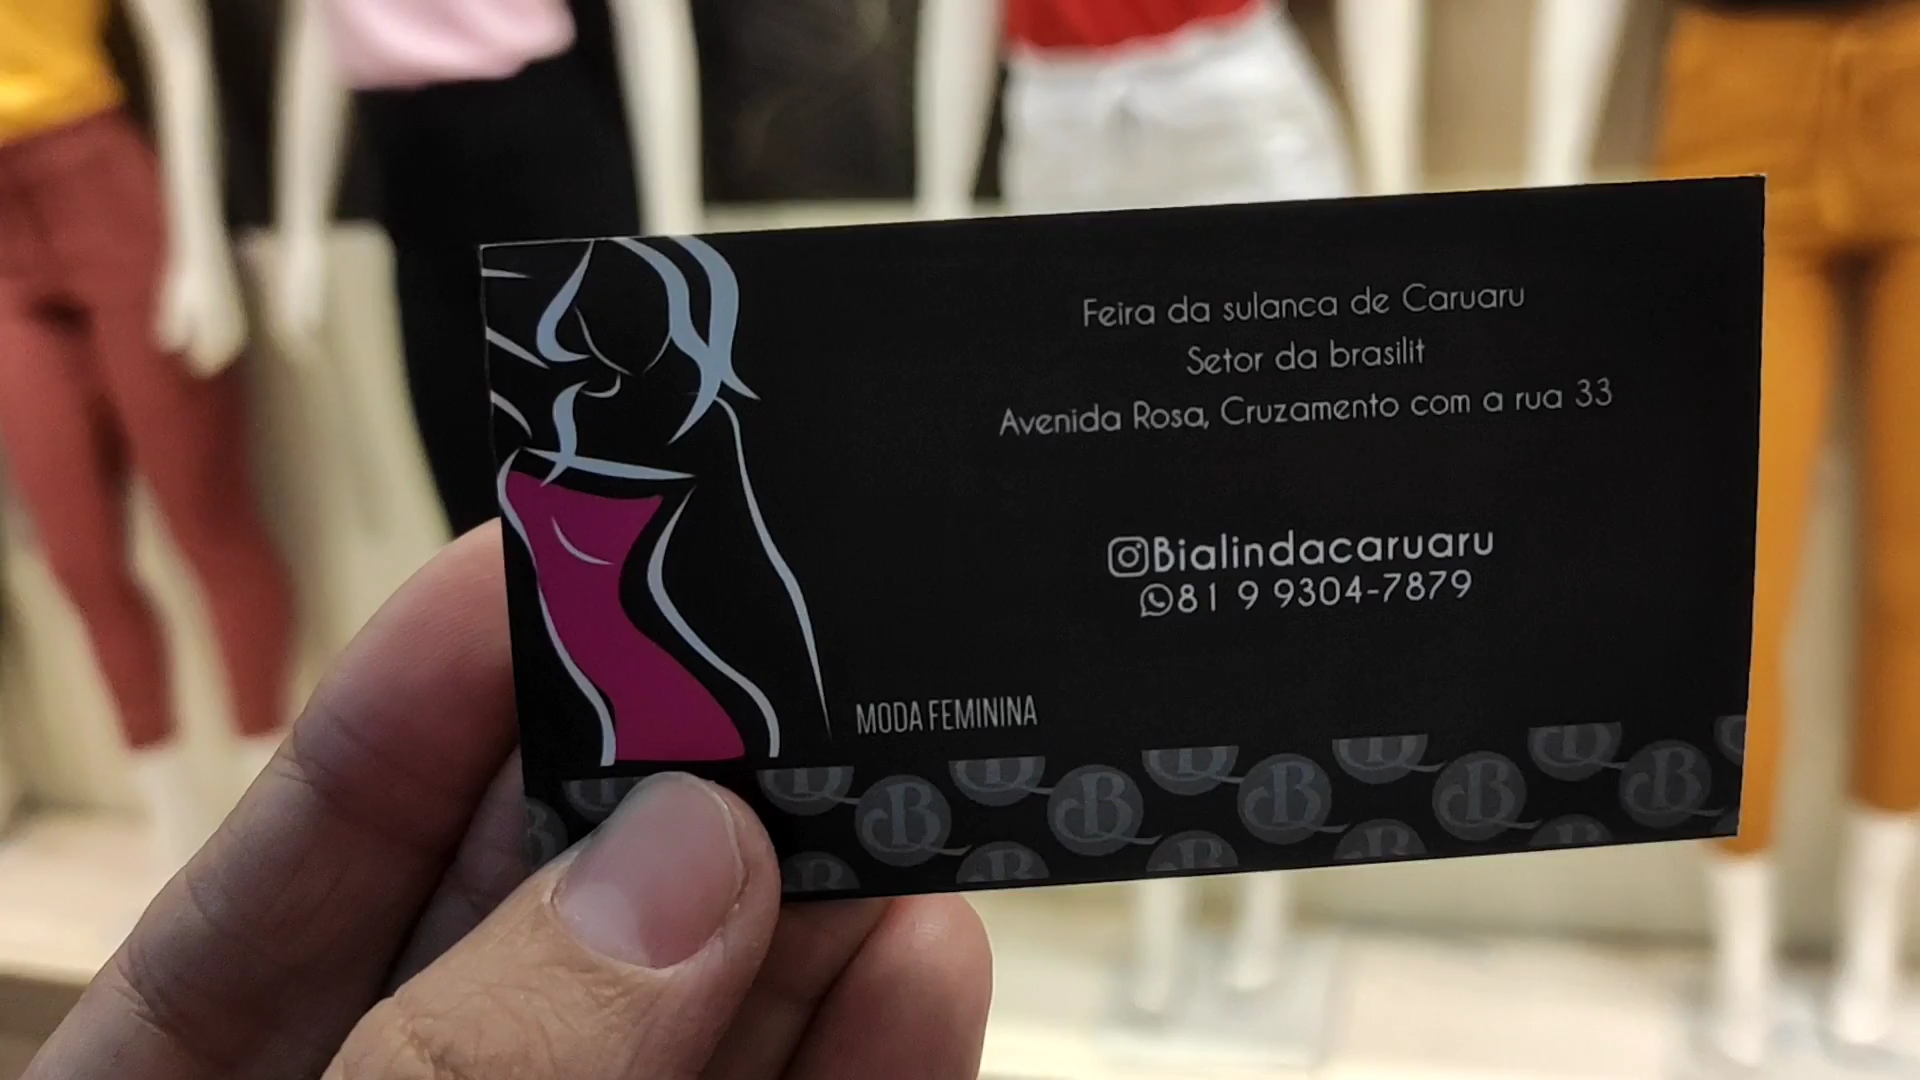 Feira da sulanca de Caruaru
Setor da brasilit
Avenida Rosa, Cruzamento com a rua 33
Bialindacaruaru
81 9 9304-7879
MODA FEMININA